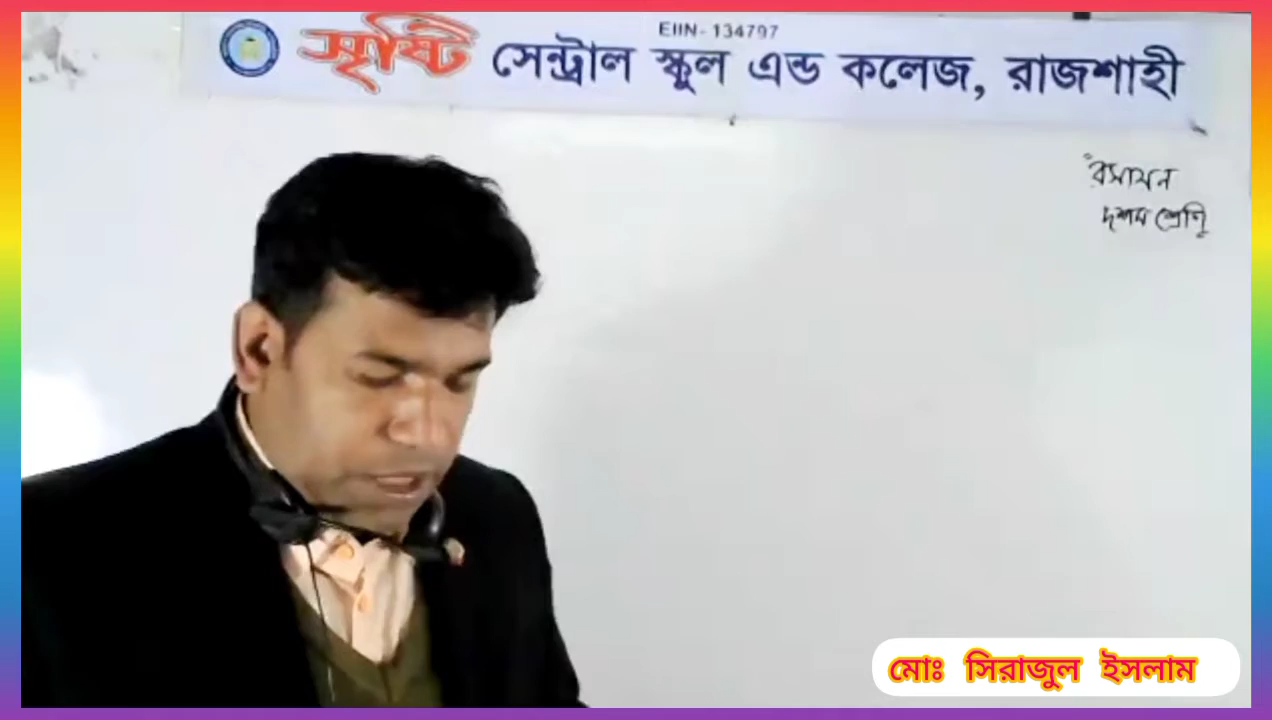 EIIN- 134797
সৃষ্টি সেন্ট্রাল স্কুল এন্ড কলেজ, রাজশাহী
রসায়ন
দশম শ্রেণি
মোঃ সিরাজুল ইসলাম